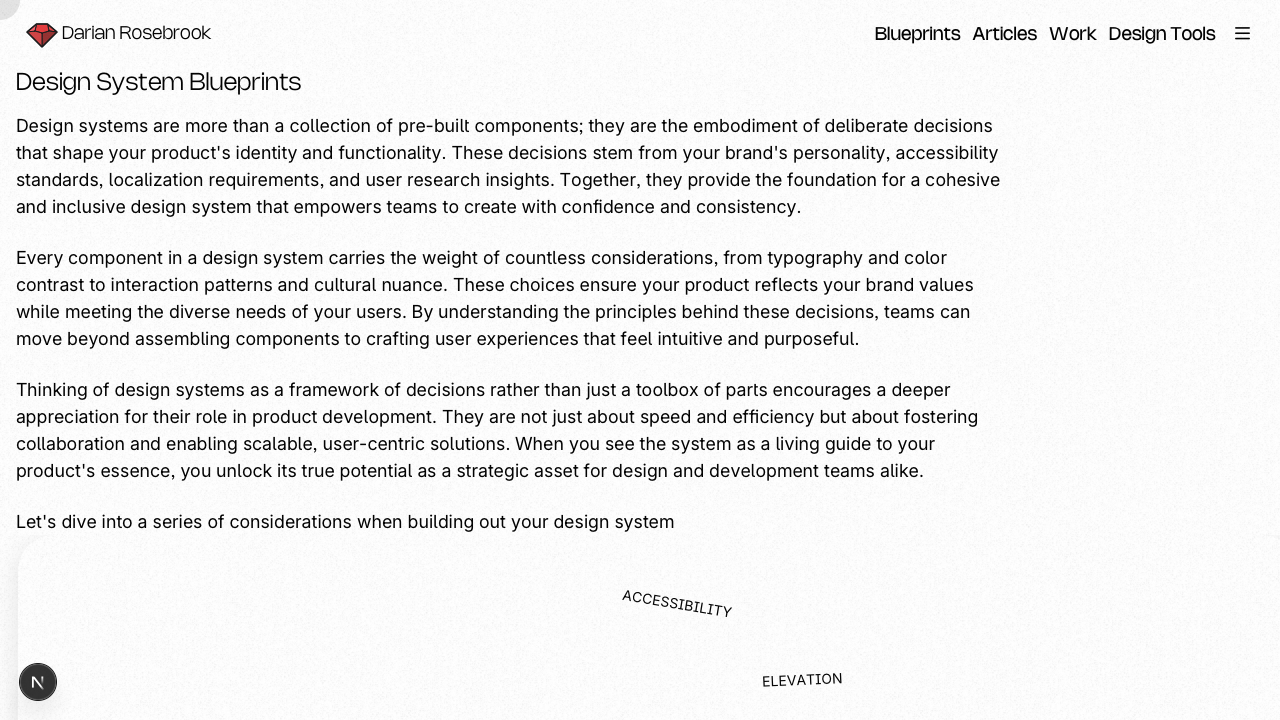 Darian Rosebrook
Blueprints Articles Work Design Tools
Design System Blueprints
Design systems are more than a collection of pre-built components; they are the embodiment of deliberate decisions
that shape your product's identity and functionality. These decisions stem from your brand's personality, accessibility
standards, localization requirements, and user research insights. Together, they provide the foundation for a cohesive
and inclusive design system that empowers teams to create with confidence and consistency.
Every component in a design system carries the weight of countless considerations, from typography and color
contrast to interaction patterns and cultural nuance. These choices ensure your product reflects your brand values
while meeting the diverse needs of your users. By understanding the principles behind these decisions, teams can
move beyond assembling components to crafting user experiences that feel intuitive and purposeful.
Thinking of design systems as a framework of decisions rather than just a toolbox of parts encourages a deeper
appreciation for their role in product development. They are not just about speed and efficiency but about fostering
collaboration and enabling scalable, user-centric solutions. When you see the system as a living guide to your
product's essence, you unlock its true potential as a strategic asset for design and development teams alike.
Let's dive into a series of considerations when building out your design system
ACCESSIBILITY
ELEVATION
N